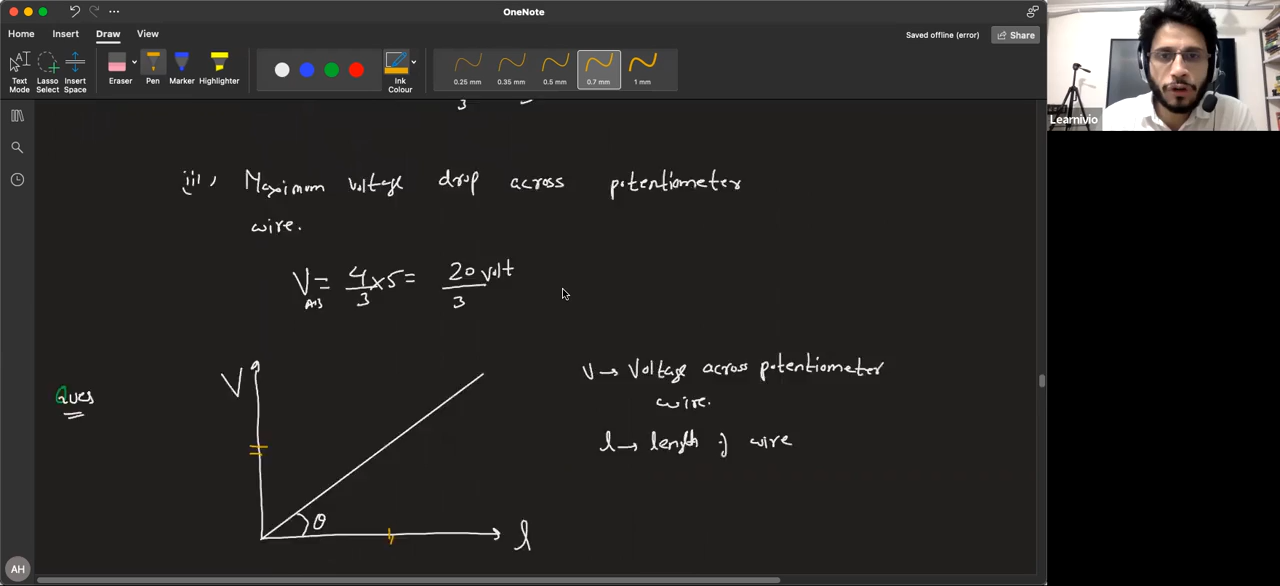 OneNote
Home Insert Draw View
Saved offline (error)
Share
Text Mode
Lasso Select
Insert Space
Eraser
Pen
Marker
Highlighter
Ink Colour
0.25 mm
0.35 mm
0.5 mm
0.7 mm
1 mm
Learnivio
3
iii, Maximum voltage drop across potentiometer
wire.
V = 4/3 × 5 = 20/3 volt
Ques
V
θ
l
V → Voltage across potentiometer
wire.
l → length of wire
AH